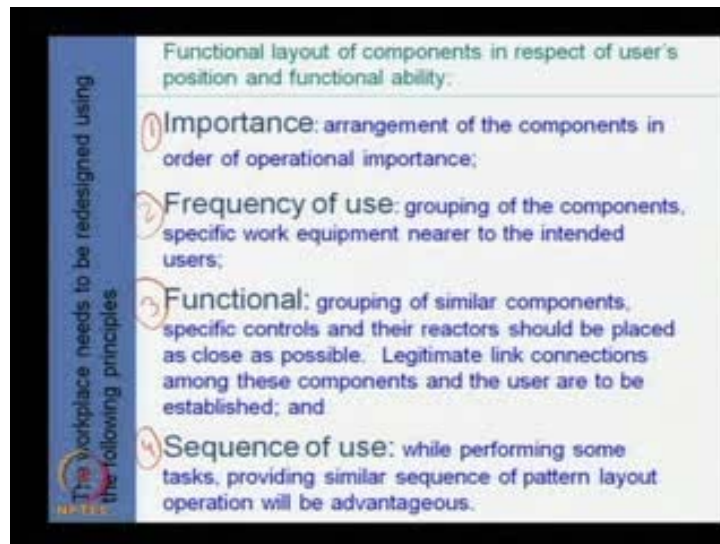 The workplace needs to be redesigned using
the following principles
Functional layout of components in respect of user's
position and functional ability:
1 Importance: arrangement of the components in
order of operational importance;
2 Frequency of use: grouping of the components,
specific work equipment nearer to the intended
users;
3 Functional: grouping of similar components,
specific controls and their reactors should be placed
as close as possible. Legitimate link connections
among these components and the user are to be
established; and
4 Sequence of use: while performing some
tasks, providing similar sequence of pattern layout
operation will be advantageous.
NPTEL